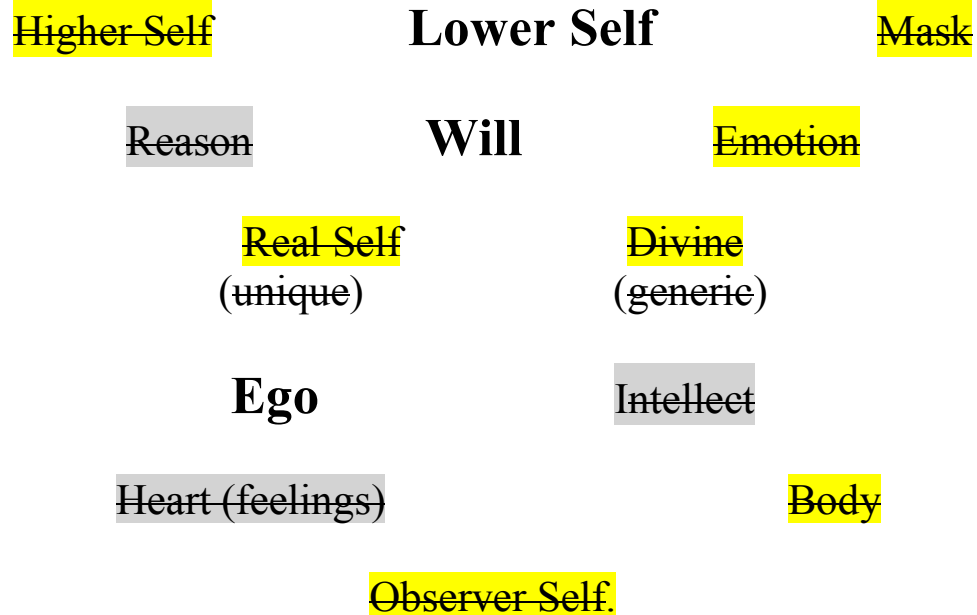 Higher Self Lower Self Mask
Reason Will Emotion
Real Self Divine
(unique) (generic)
Ego Intellect
Heart (feelings) Body
Observer Self.